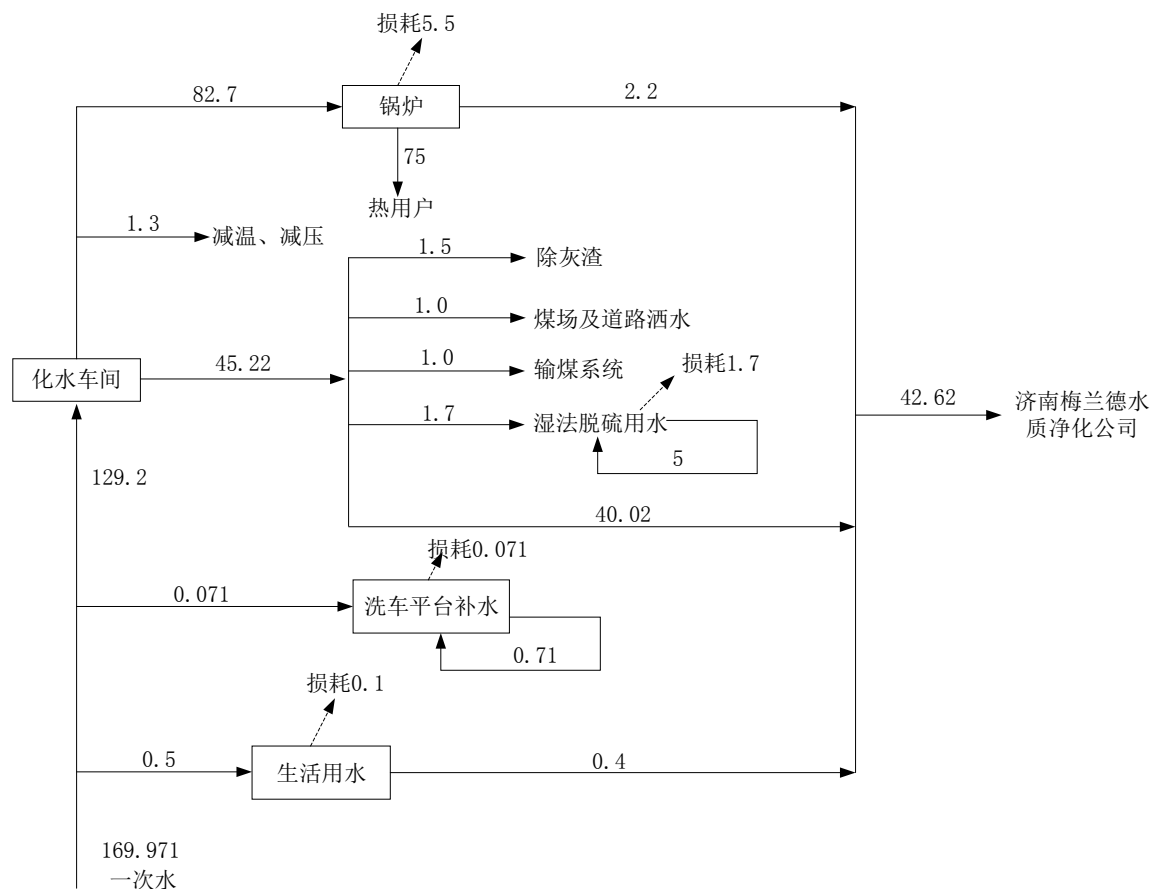 损耗5.5
82.7
锅炉
2.2
75
热用户
1.3
减温、减压
1.5
除灰渣
1.0
煤场及道路洒水
化水车间
45.22
1.0
输煤系统
损耗1.7
1.7
湿法脱硫用水
5
42.62
济南梅兰德水
质净化公司
129.2
40.02
损耗0.071
0.071
洗车平台补水
0.71
损耗0.1
0.5
生活用水
0.4
169.971
一次水